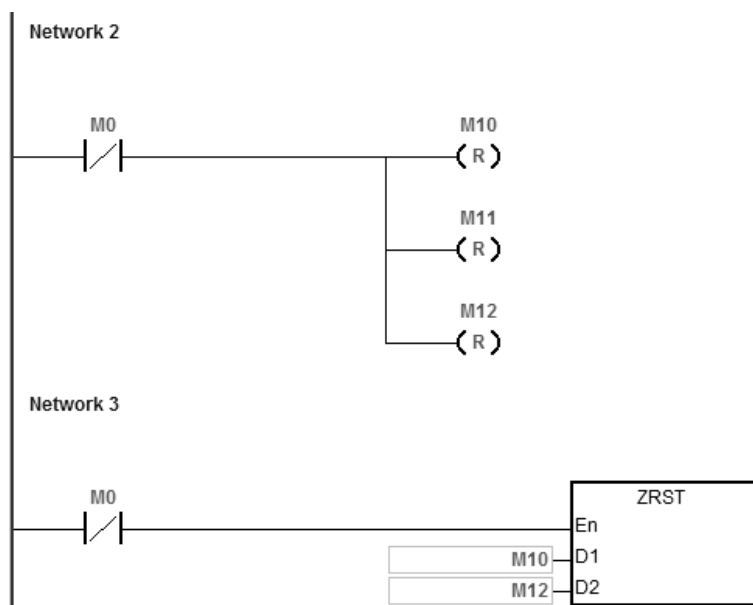 Network 2
M0
M10
R
M11
R
M12
R
Network 3
M0
ZRST
En
M10 D1
M12 D2